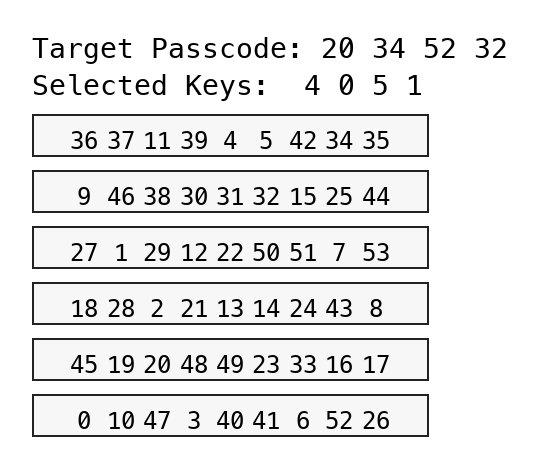 Target Passcode: 20 34 52 32
Selected Keys: 4 0 5 1
36 37 11 39 4 5 42 34 35
9 46 38 30 31 32 15 25 44
27 1 29 12 22 50 51 7 53
18 28 2 21 13 14 24 43 8
45 19 20 48 49 23 33 16 17
0 10 47 3 40 41 6 52 26